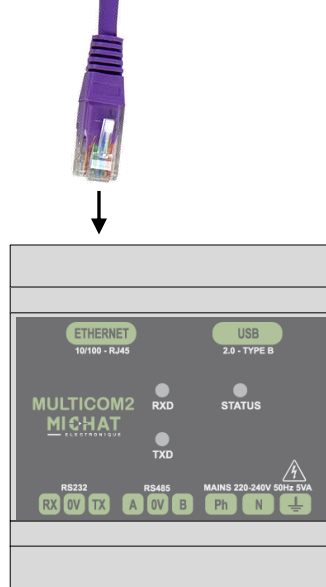 ETHERNET USB
10/100 - RJ45 2.0 - TYPE B
MULTICOM2 RXD STATUS
MICHAT
ELECTRONIQUE
TXD
RS232 RS485 MAINS 220-240V 50Hz 5VA
RX 0V TX A 0V B Ph N